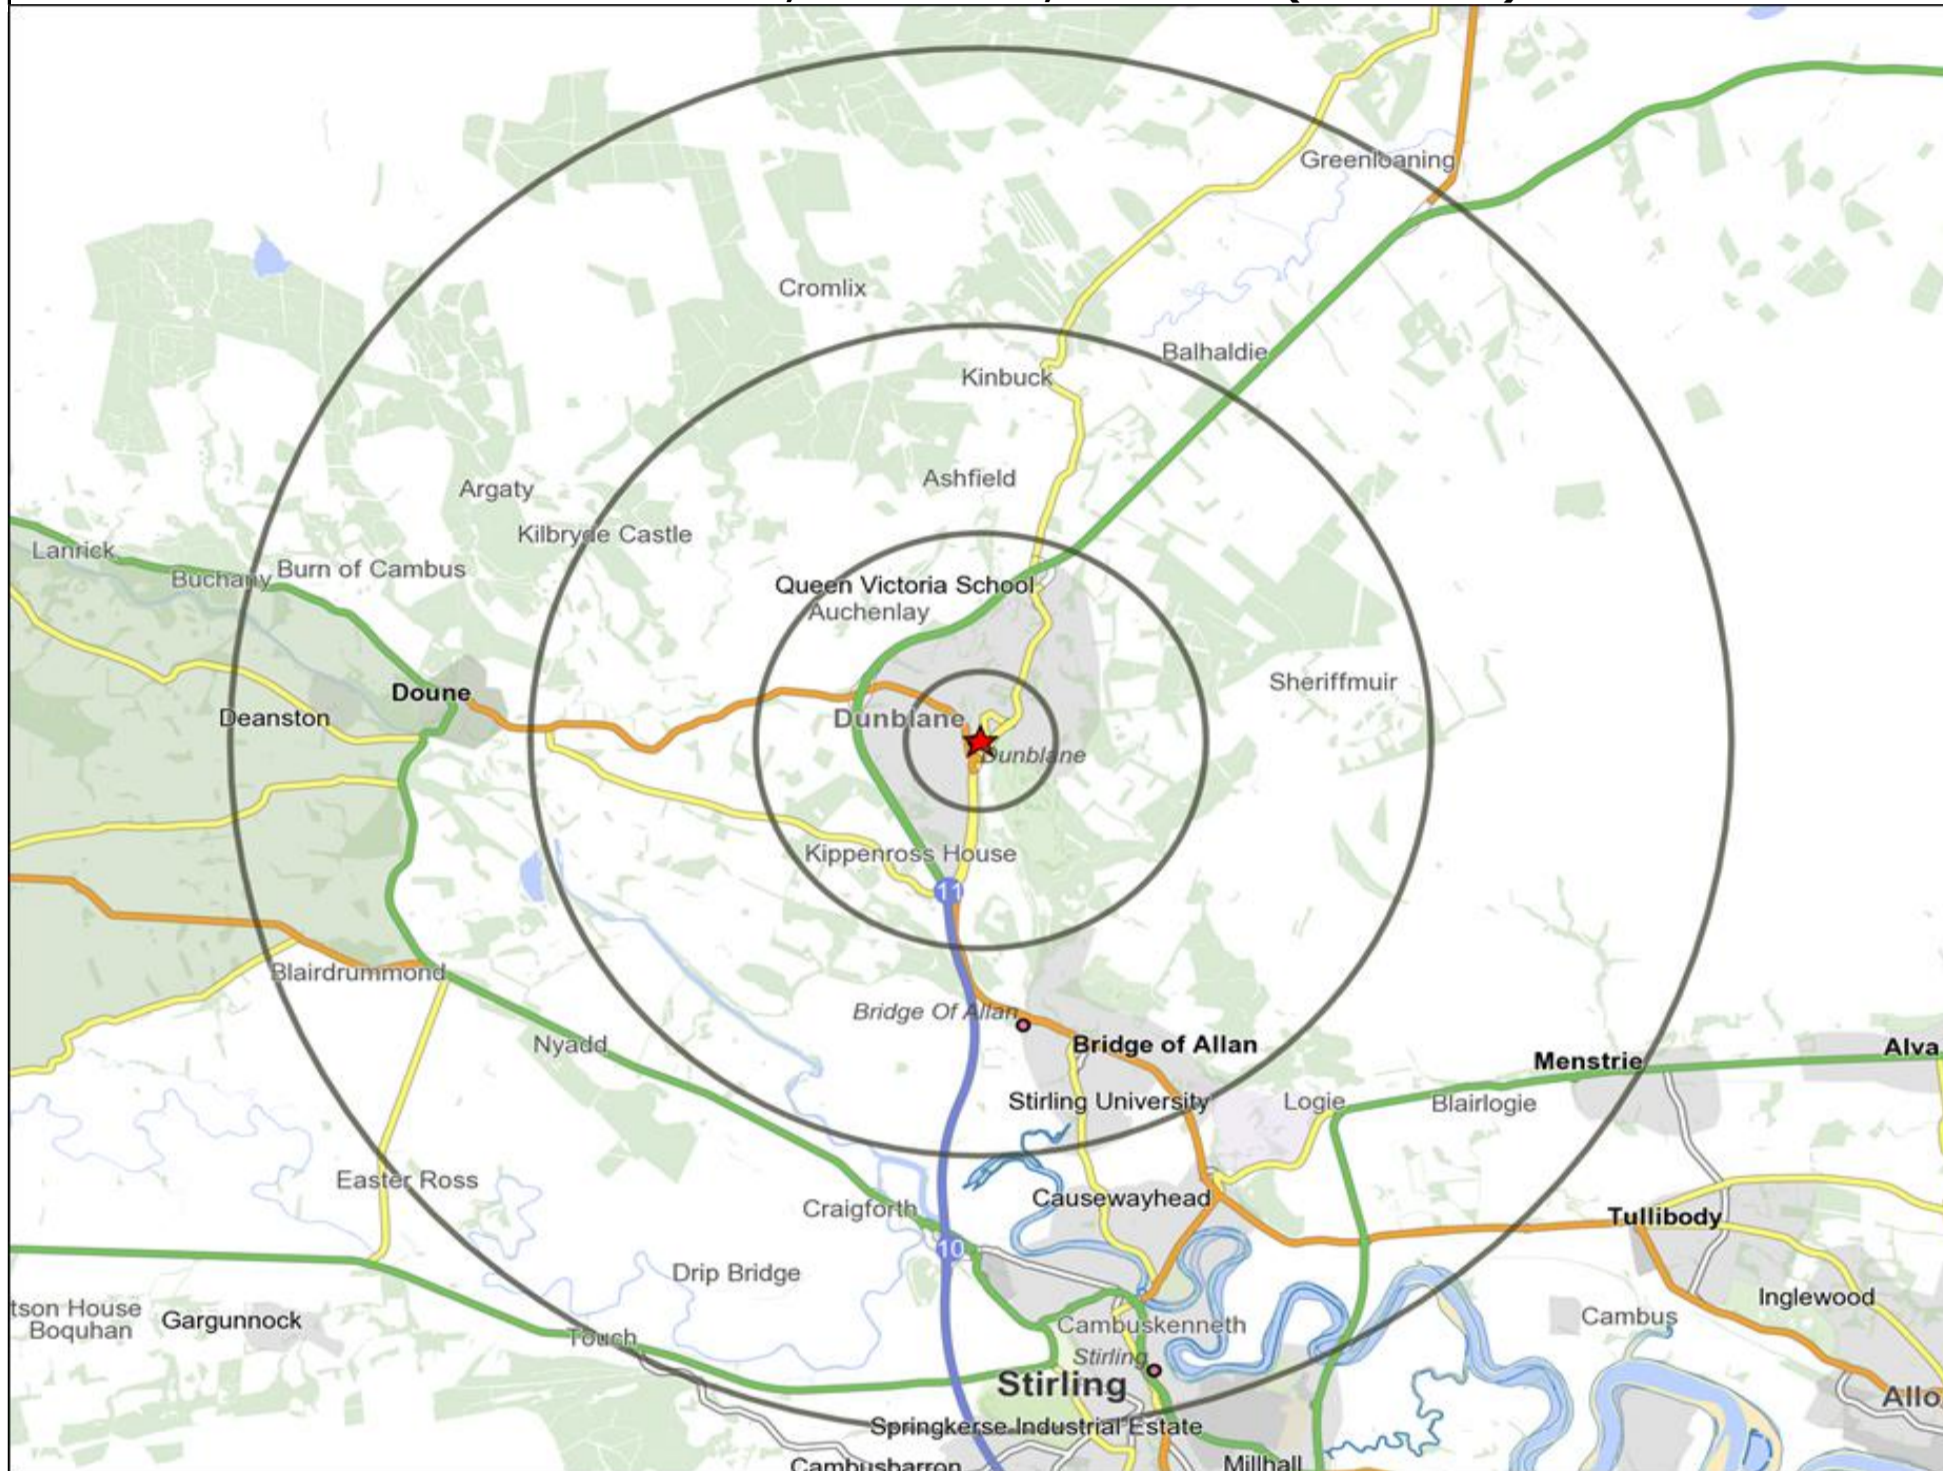 Greenloaning
Cromlix
Balhaldie
Kinbuck
Ashfield
Argaty
Kilbryde Castle
Lanrick
Buchany
Burn of Cambus
Queen Victoria School
Auchenlay
Sheriffmuir
Doune
Deanston
Dunblane
Dunblane
Kippenross House
11
Blairdrummond
Bridge Of Allan
Nyadd
Bridge of Allan
Menstrie
Alva
Stirling University
Logie
Blairlogie
Easter Ross
Causewayhead
Craigforth
Tullibody
10
Drip Bridge
Inglewood
tson House
Boquhan
Gargunnock
Touch
Cambuskenneth
Cambus
Stirling
Stirling
Allo
Springkerse Industrial Estate
Cambusbarron
Millhall